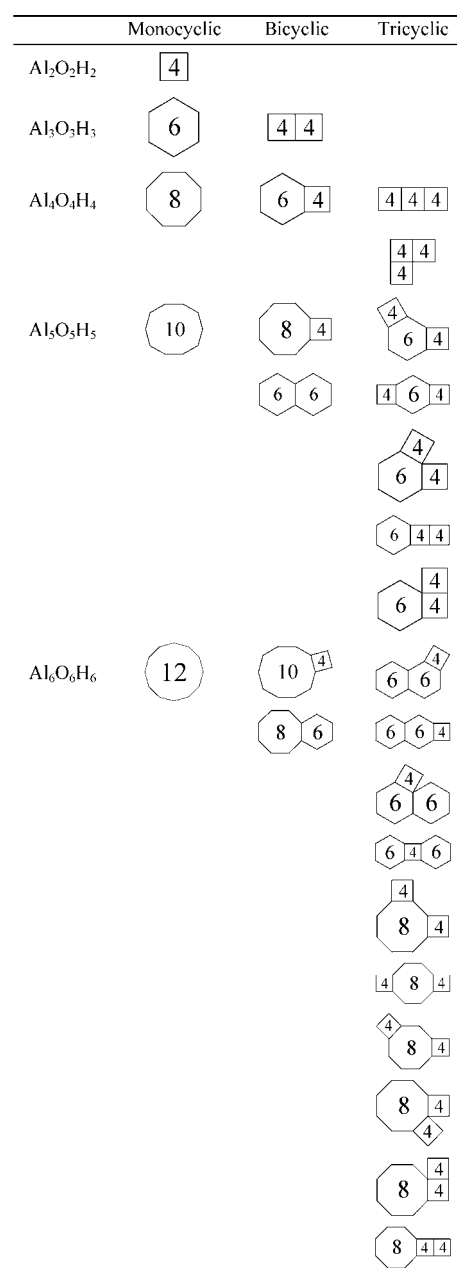 Monocyclic Bicyclic Tricyclic
Al₂O₂H₂ 4
Al₃O₃H₃ 6 4 4
Al₄O₄H₄ 8 6 4 4 4 4
4 4
4
Al₅O₅H₅ 10 8 4 4 6 4
6 6 4 6 4
4
6 4
6 4 4
4
6 4
Al₆O₆H₆ 12 10 4 6 6 4
8 6 6 6 4
4
6 6
6 4 6
4
8 4
4 8 4
4
8 4
8 4
4
4
8 4
8 4 4